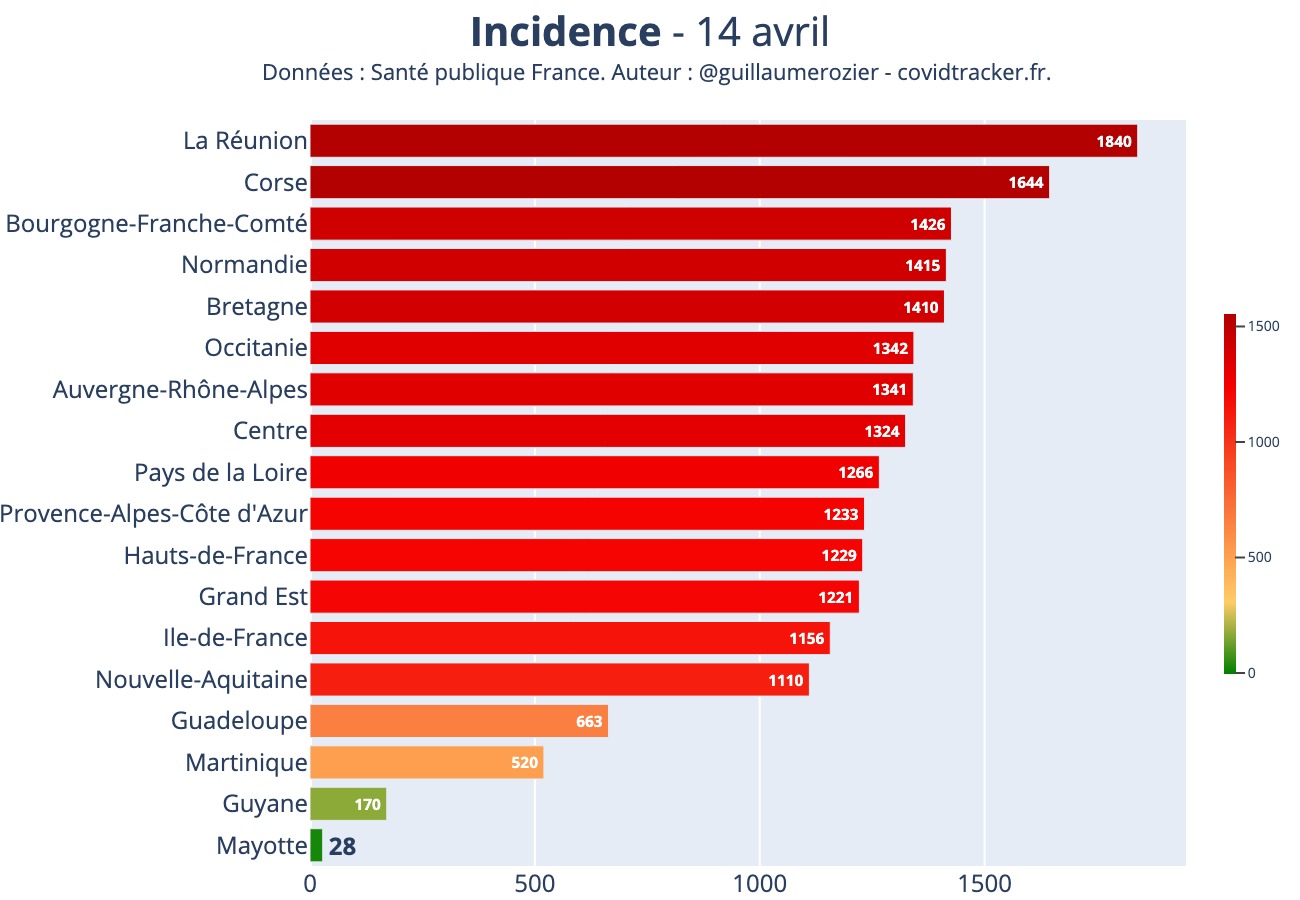 Incidence - 14 avril
Données : Santé publique France. Auteur : @guillaumerozier - covidtracker.fr.
La Réunion 1840
Corse 1644
Bourgogne-Franche-Comté 1426
Normandie 1415
Bretagne 1410
Occitanie 1342
Auvergne-Rhône-Alpes 1341
Centre 1324
Pays de la Loire 1266
Provence-Alpes-Côte d'Azur 1233
Hauts-de-France 1229
Grand Est 1221
Ile-de-France 1156
Nouvelle-Aquitaine 1110
Guadeloupe 663
Martinique 520
Guyane 170
Mayotte 28
0 500 1000 1500
1500
1000
500
0